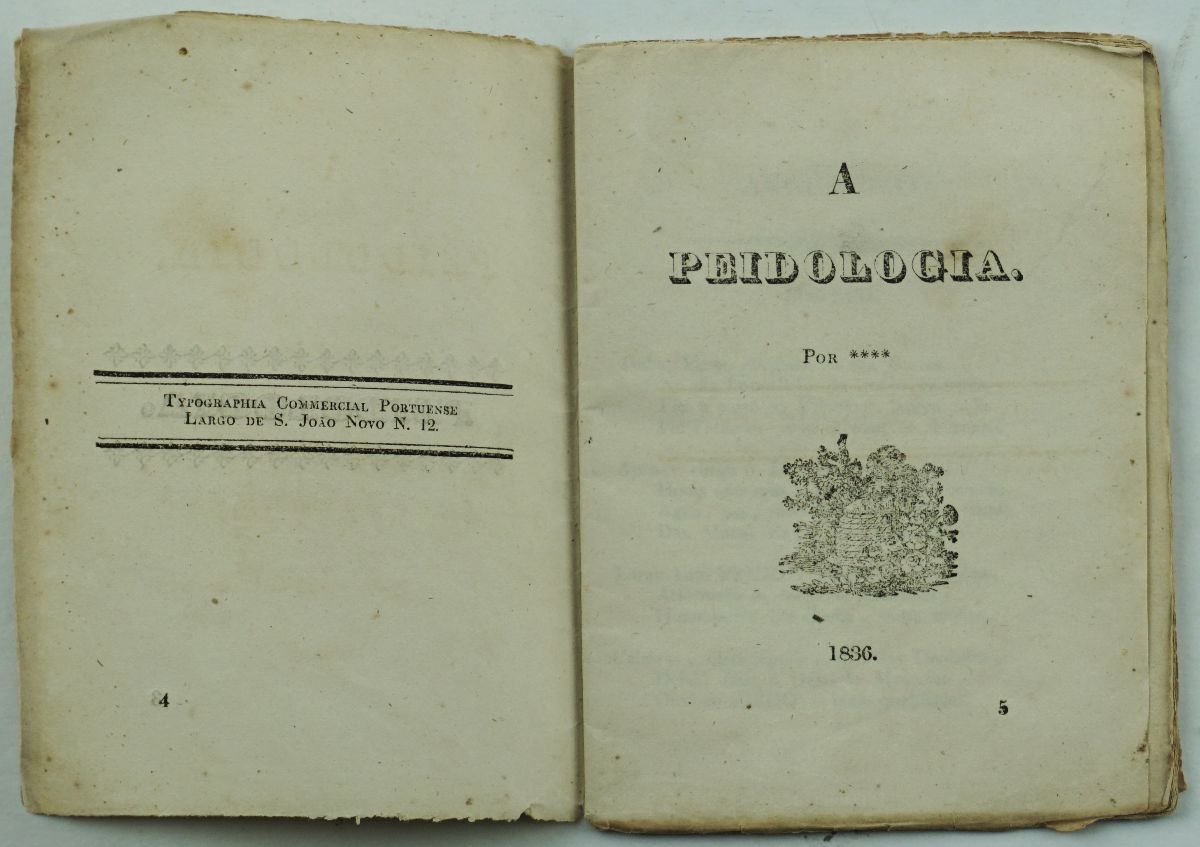 Typographia Commercial Portuense
Largo de S. João Novo N. 12.
4
A
PEIDOLOGIA.
Por ****
1836.
5